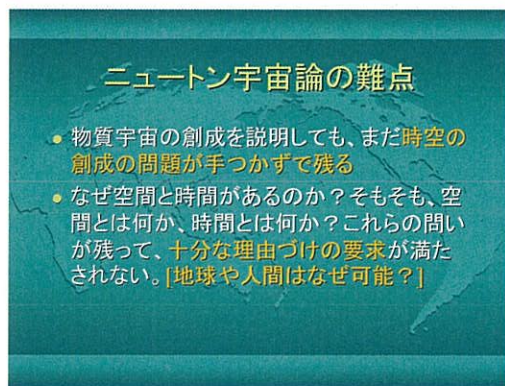 ニュートン宇宙論の難点
• 物質宇宙の創成を説明しても、まだ時空の
創成の問題が手つかずで残る
• なぜ空間と時間があるのか？そもそも、空
間とは何か、時間とは何か？これらの問い
が残って、十分な理由づけの要求が満た
されない。[地球や人間はなぜ可能？]